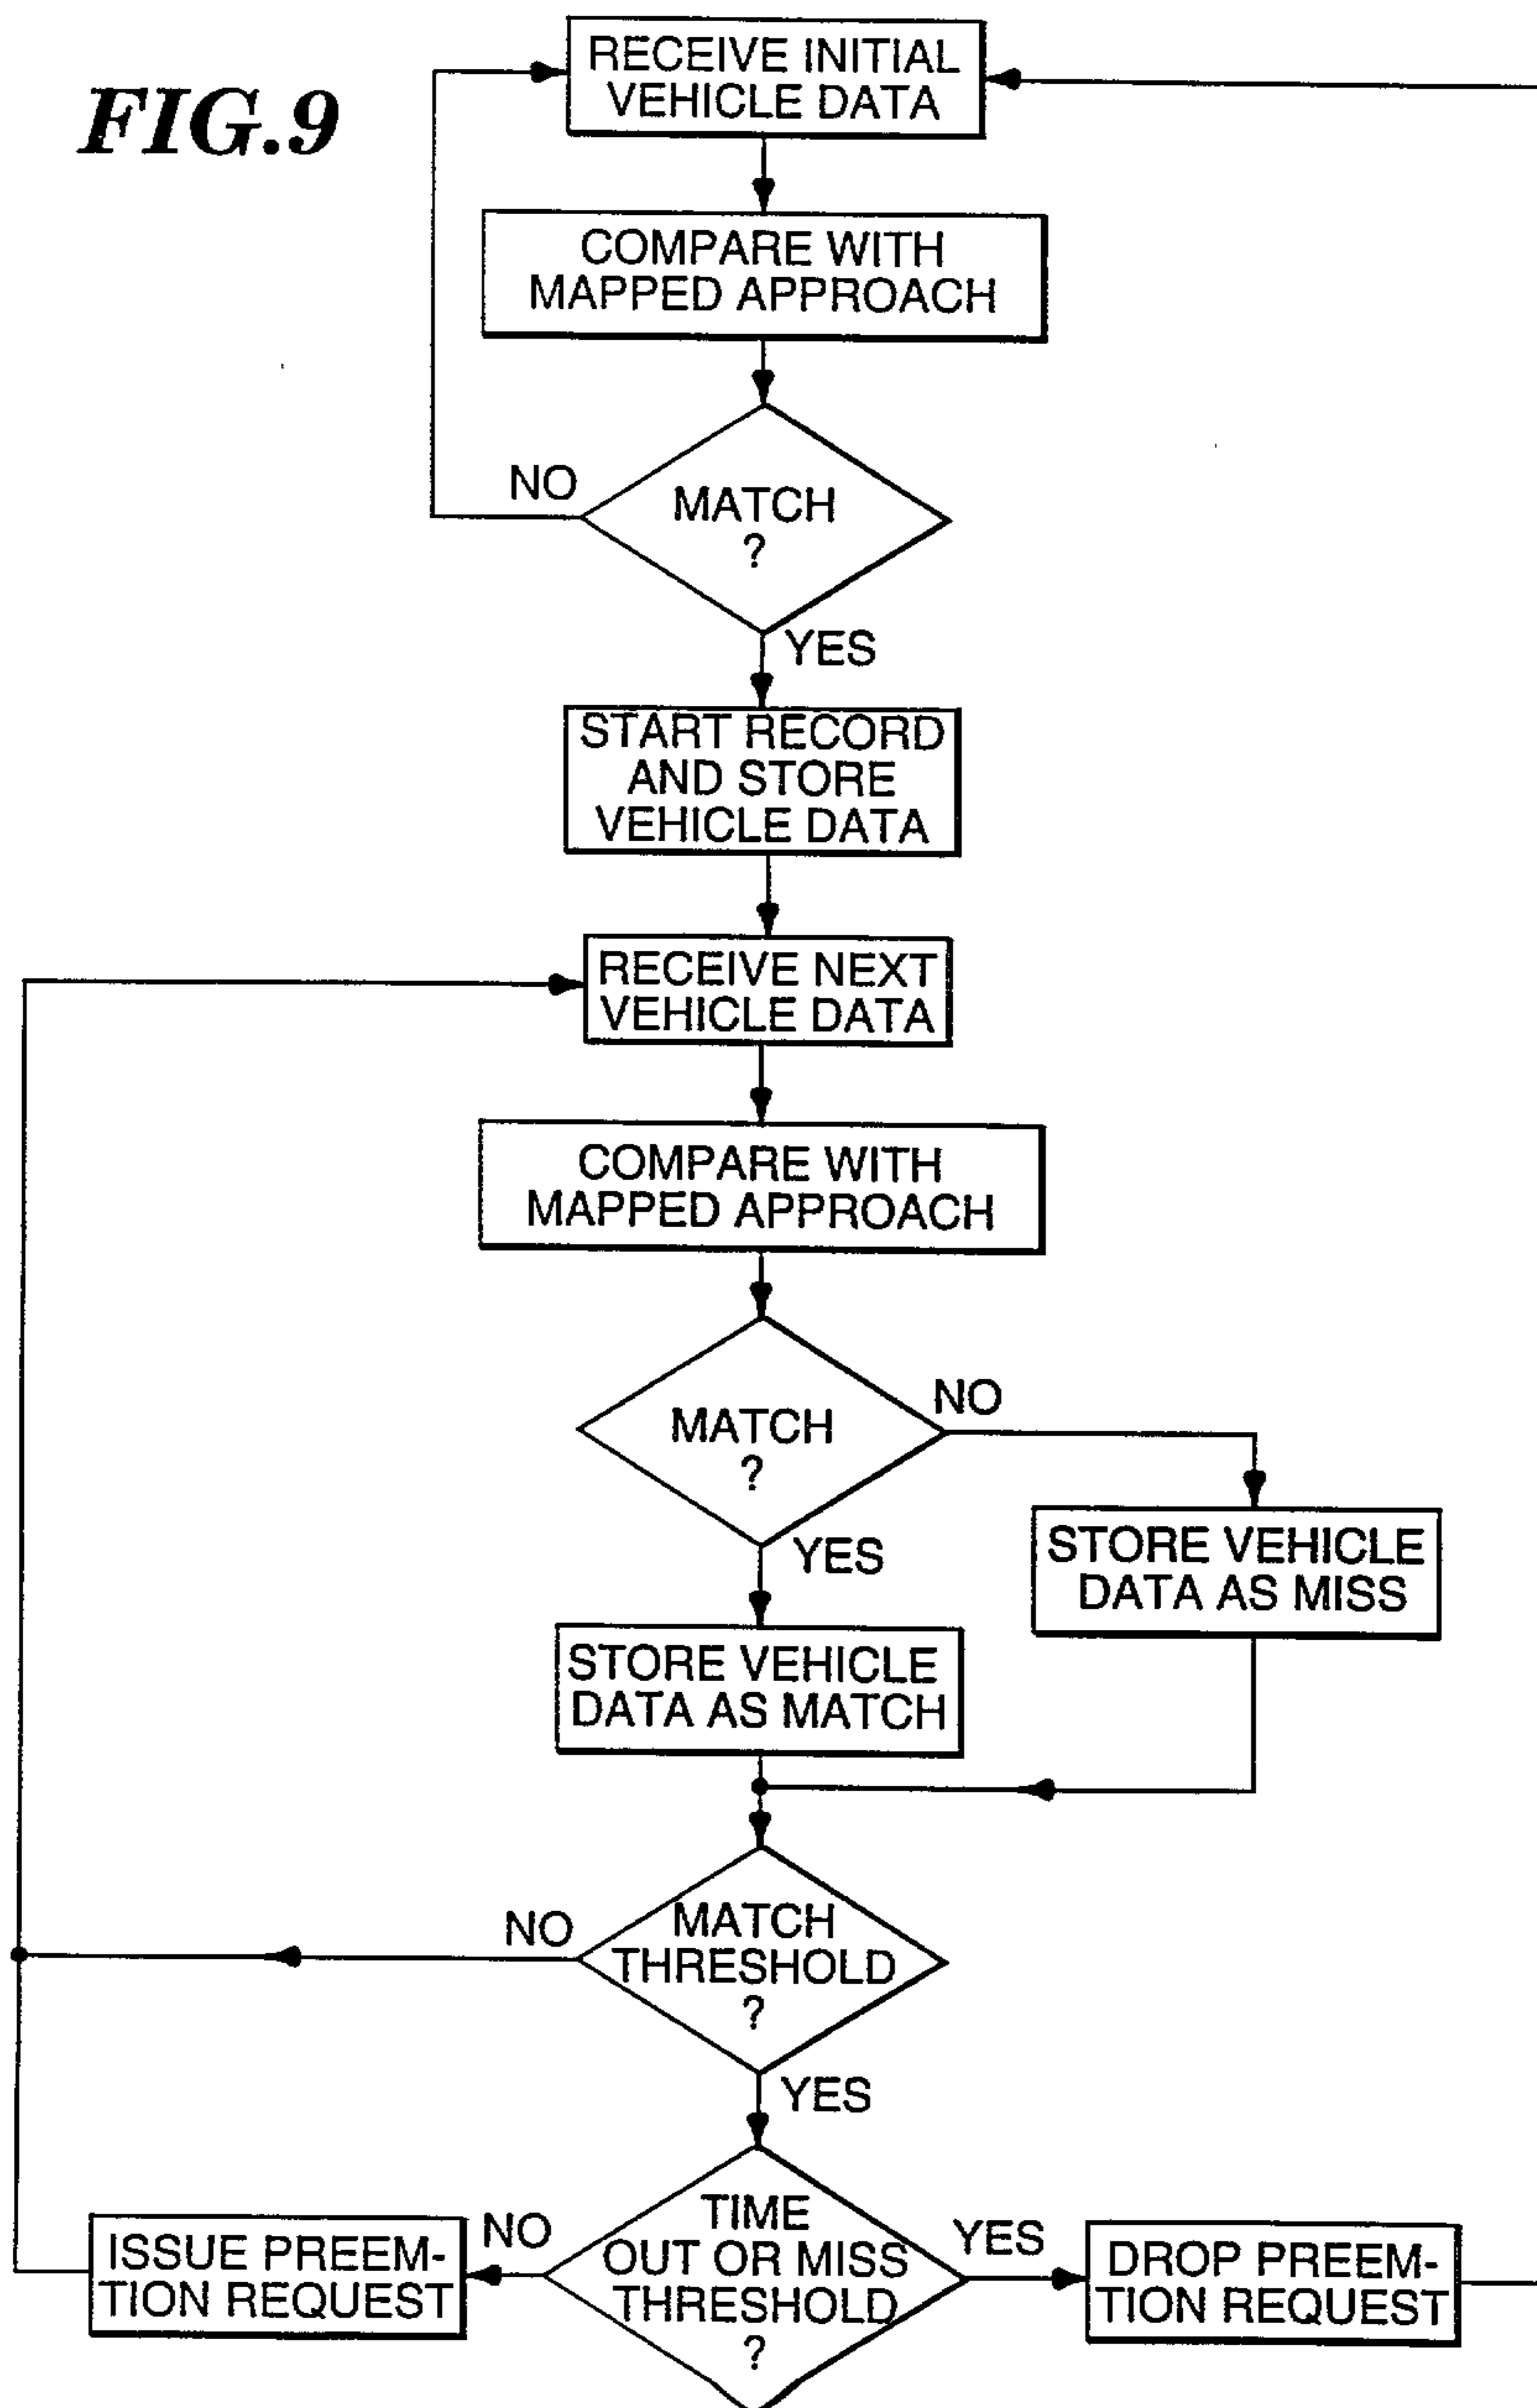 FIG.9
RECEIVE INITIAL
VEHICLE DATA
COMPARE WITH
MAPPED APPROACH
NO
MATCH
?
YES
START RECORD
AND STORE
VEHICLE DATA
RECEIVE NEXT
VEHICLE DATA
COMPARE WITH
MAPPED APPROACH
MATCH
?
NO
YES
STORE VEHICLE
DATA AS MISS
STORE VEHICLE
DATA AS MATCH
NO
MATCH
THRESHOLD
?
YES
ISSUE PREEM-
TION REQUEST
NO
TIME
OUT OR MISS
THRESHOLD
?
YES
DROP PREEM-
TION REQUEST